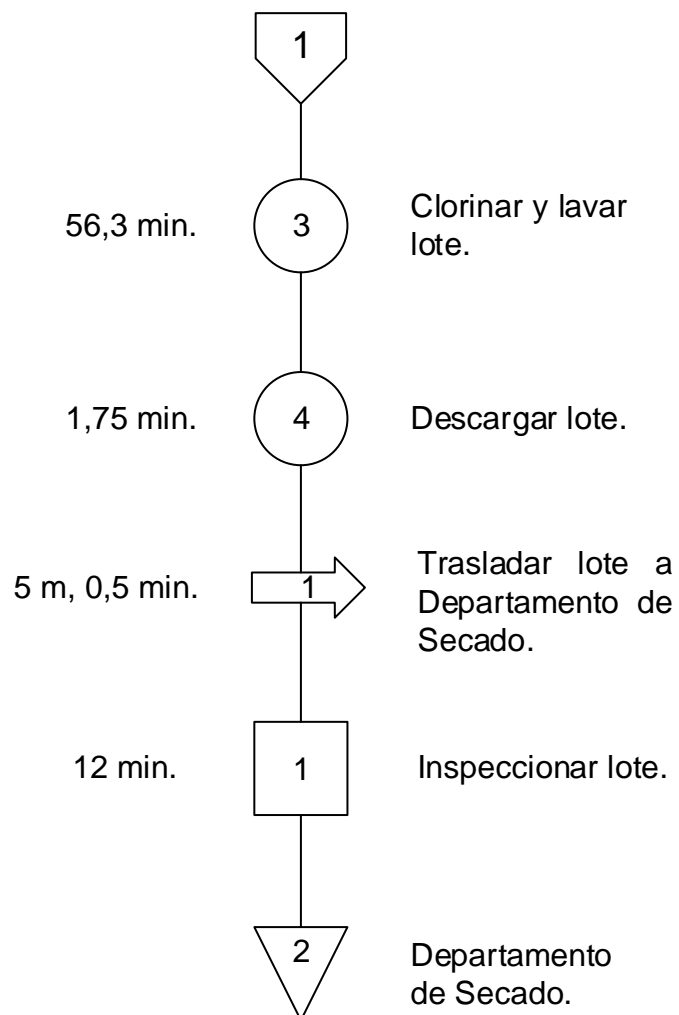 1
56,3 min.
3
Clorinar y lavar
lote.
1,75 min.
4
Descargar lote.
5 m, 0,5 min.
1
Trasladar lote a
Departamento de
Secado.
12 min.
1
Inspeccionar lote.
2
Departamento
de Secado.